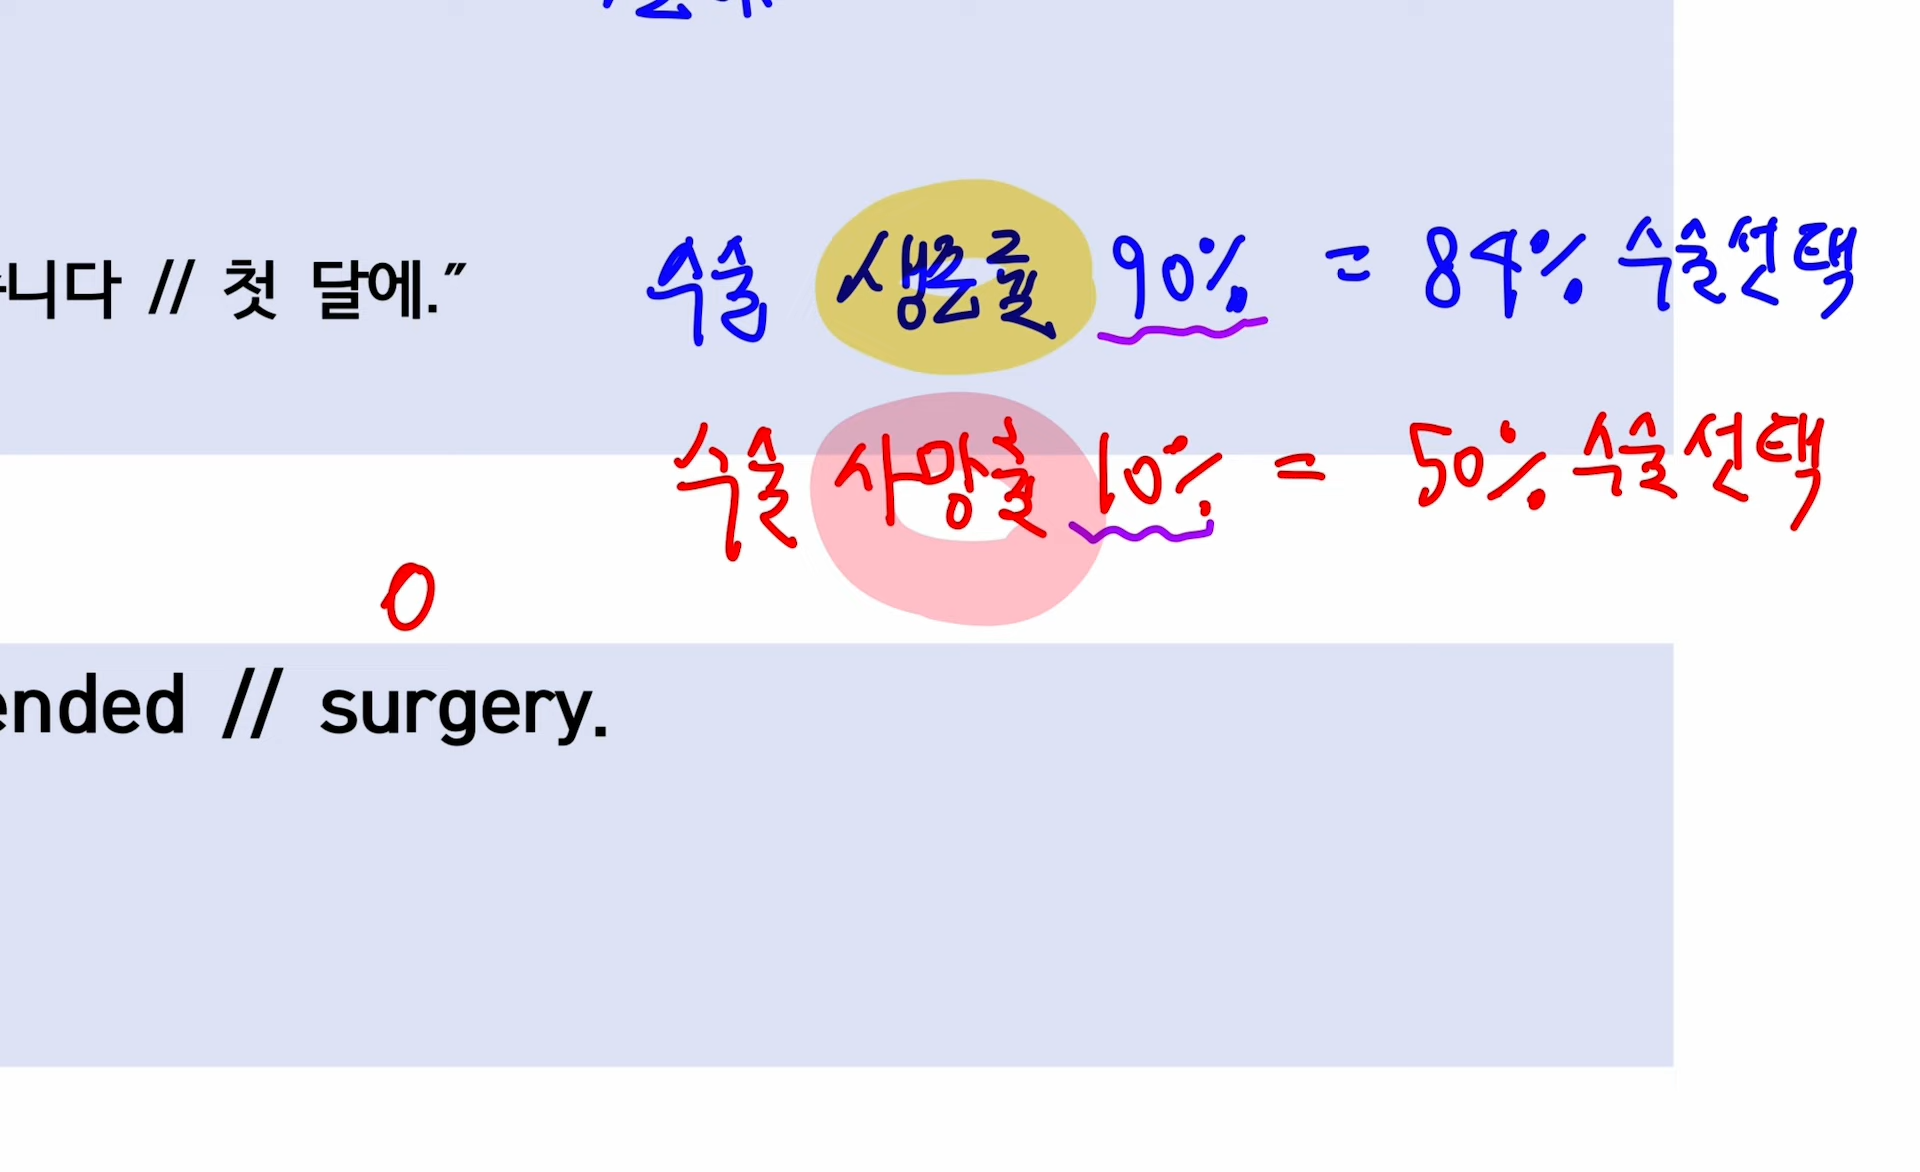 니다 // 첫 달에.″ 수술 생존율 90% = 84% 수술선택
수술 사망율 10% = 50% 수술선택
0
ended // surgery.